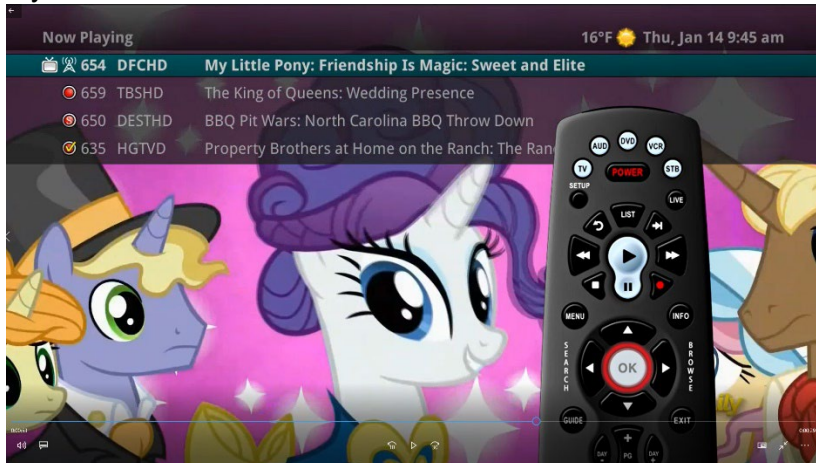 Now Playing 16°F Thu, Jan 14 9:45 am
654 DFCHD My Little Pony: Friendship Is Magic: Sweet and Elite
659 TBSHD The King of Queens: Wedding Presence
S 650 DESTHD BBQ Pit Wars: North Carolina BBQ Throw Down
635 HGTVD Property Brothers at Home on the Ranch: The Ran
AUD DVD VCR
TV POWER STB
SETUP
LIVE
LIST
MENU INFO
SEARCH OK BROWSE
GUIDE EXIT
DAY PG DAY